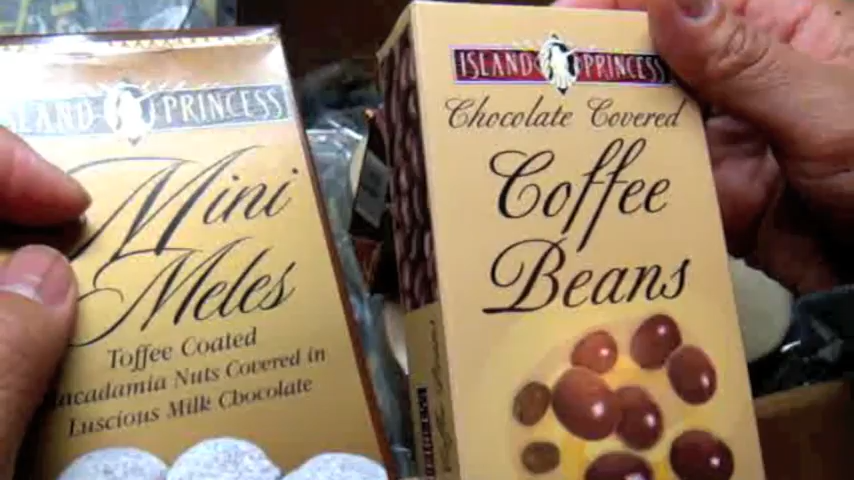 ISLAND PRINCESS
Mini
Meles
Toffee Coated
Macadamia Nuts Covered in
Luscious Milk Chocolate
ISLAND PRINCESS
Chocolate Covered
Coffee
Beans